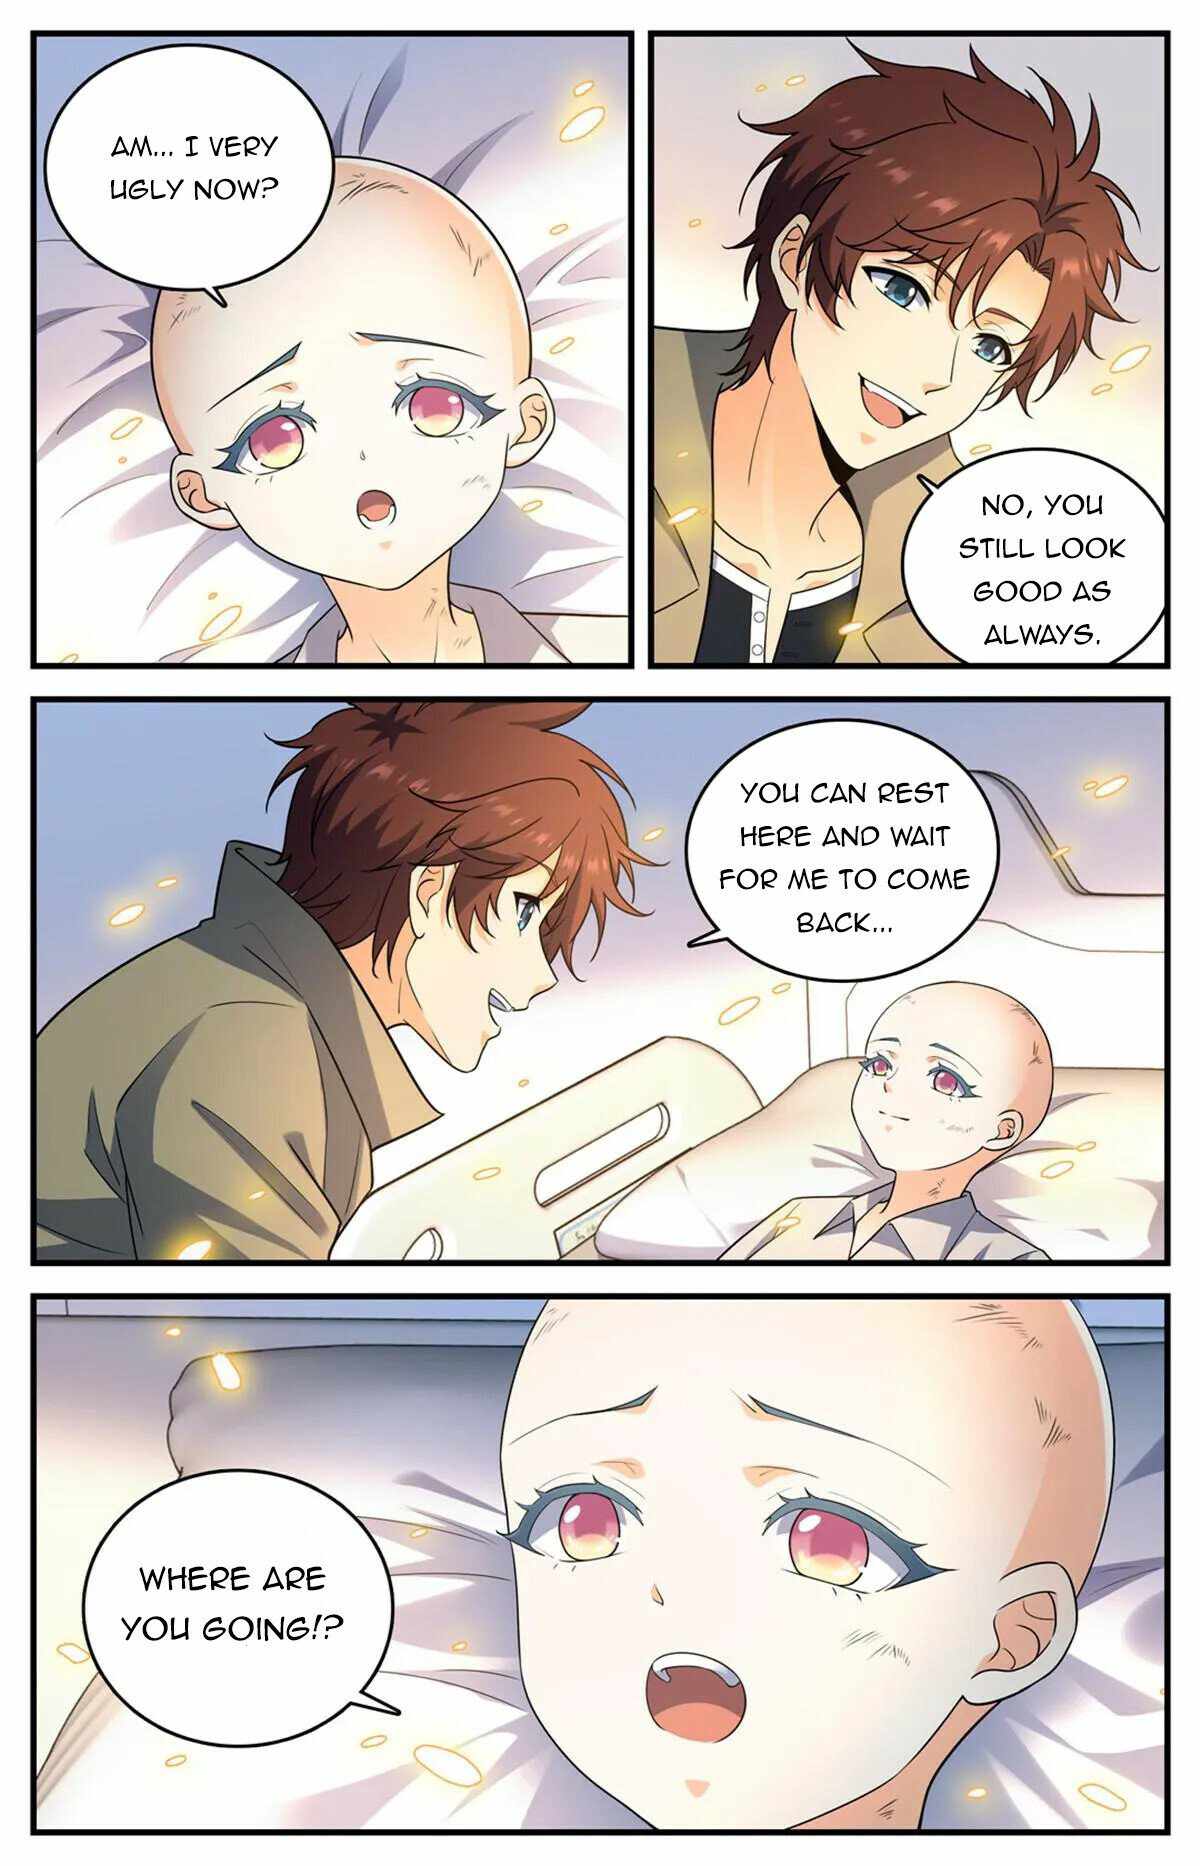 AM... I VERY
UGLY NOW?
NO, YOU
STILL LOOK
GOOD AS
ALWAYS.
YOU CAN REST
HERE AND WAIT
FOR ME TO COME
BACK...
WHERE ARE
YOU GOING!?